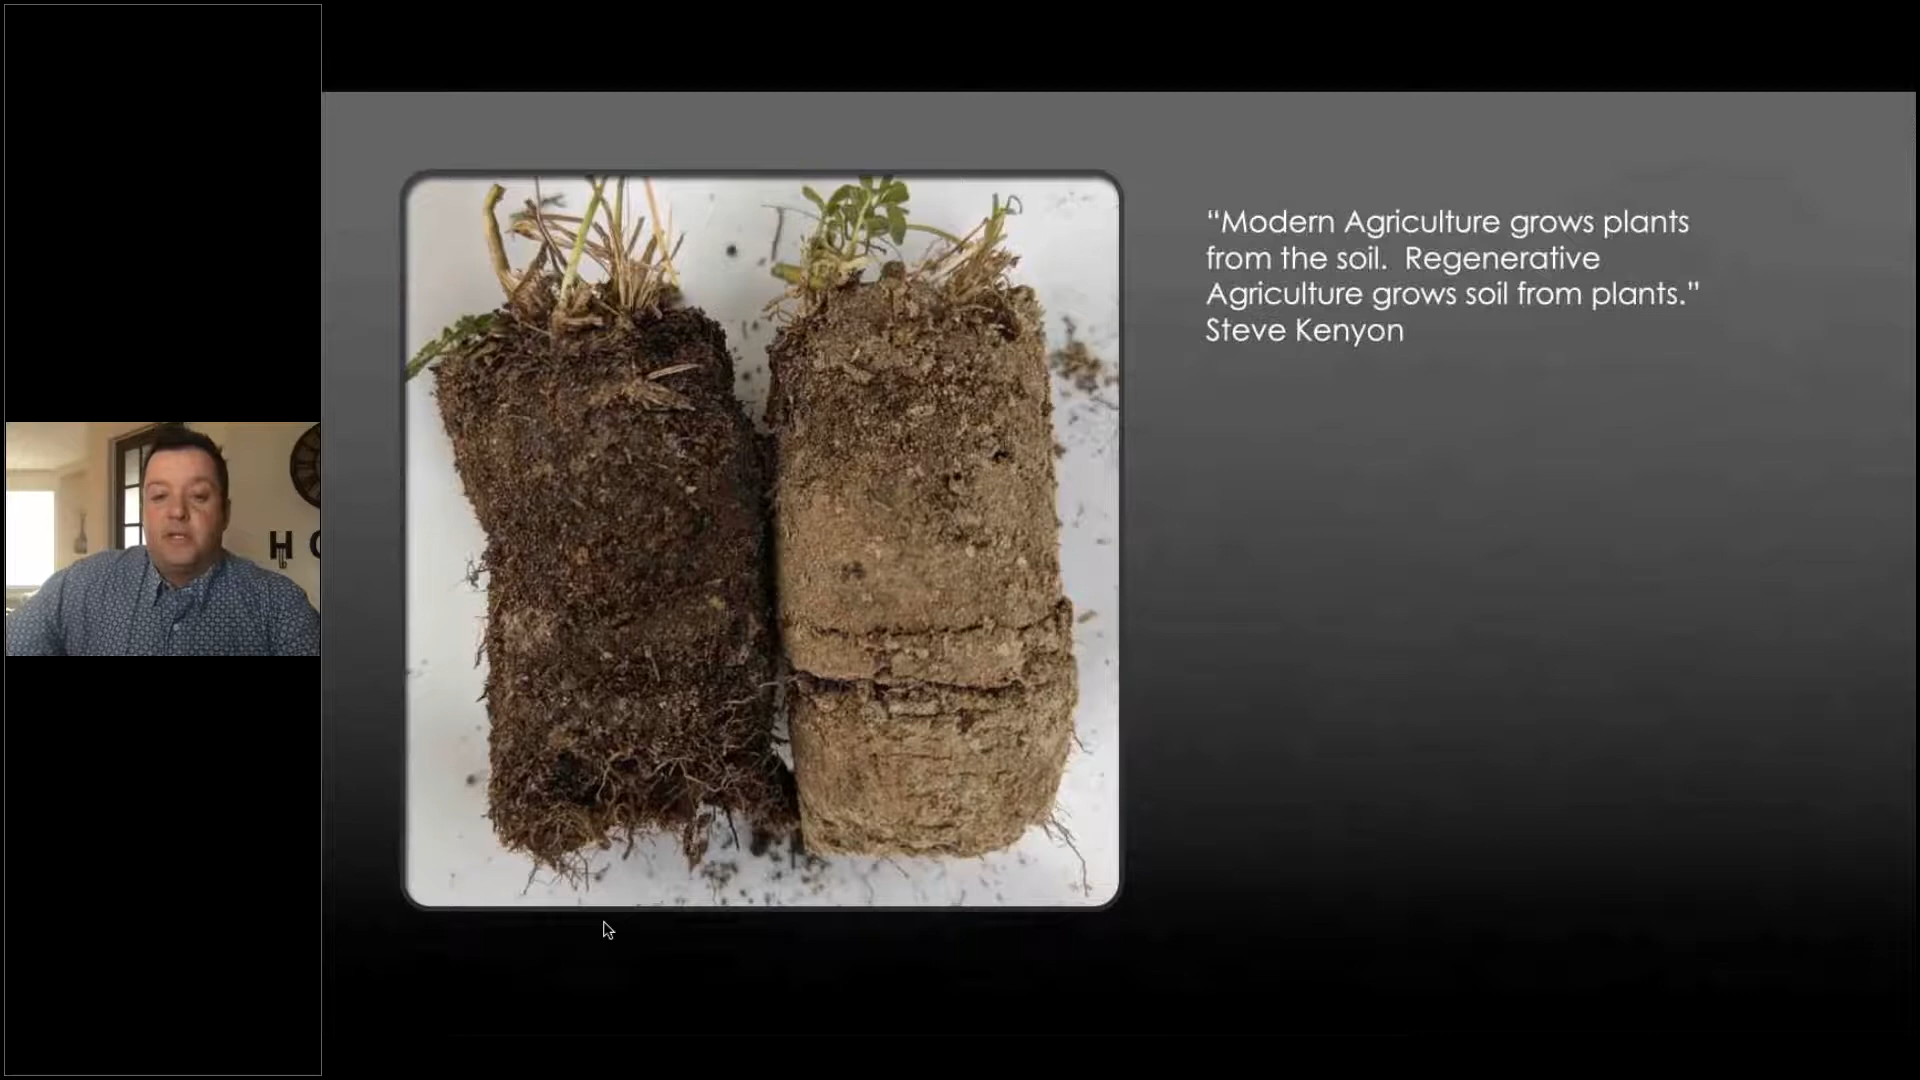 “Modern Agriculture grows plants
from the soil.  Regenerative
Agriculture grows soil from plants.”
Steve Kenyon
H